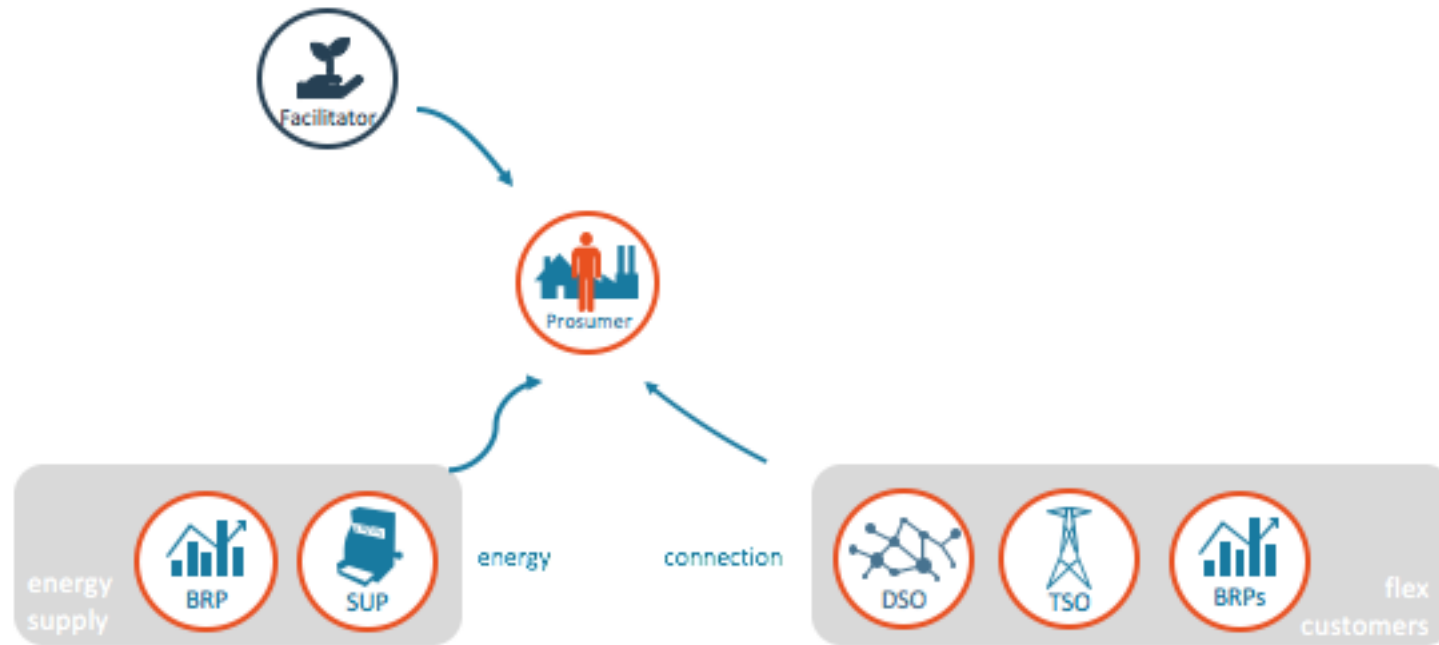 Facilitator
Prosumer
energy
supply
BRP
SUP
energy
connection
DSO
TSO
BRPs
flex
customers